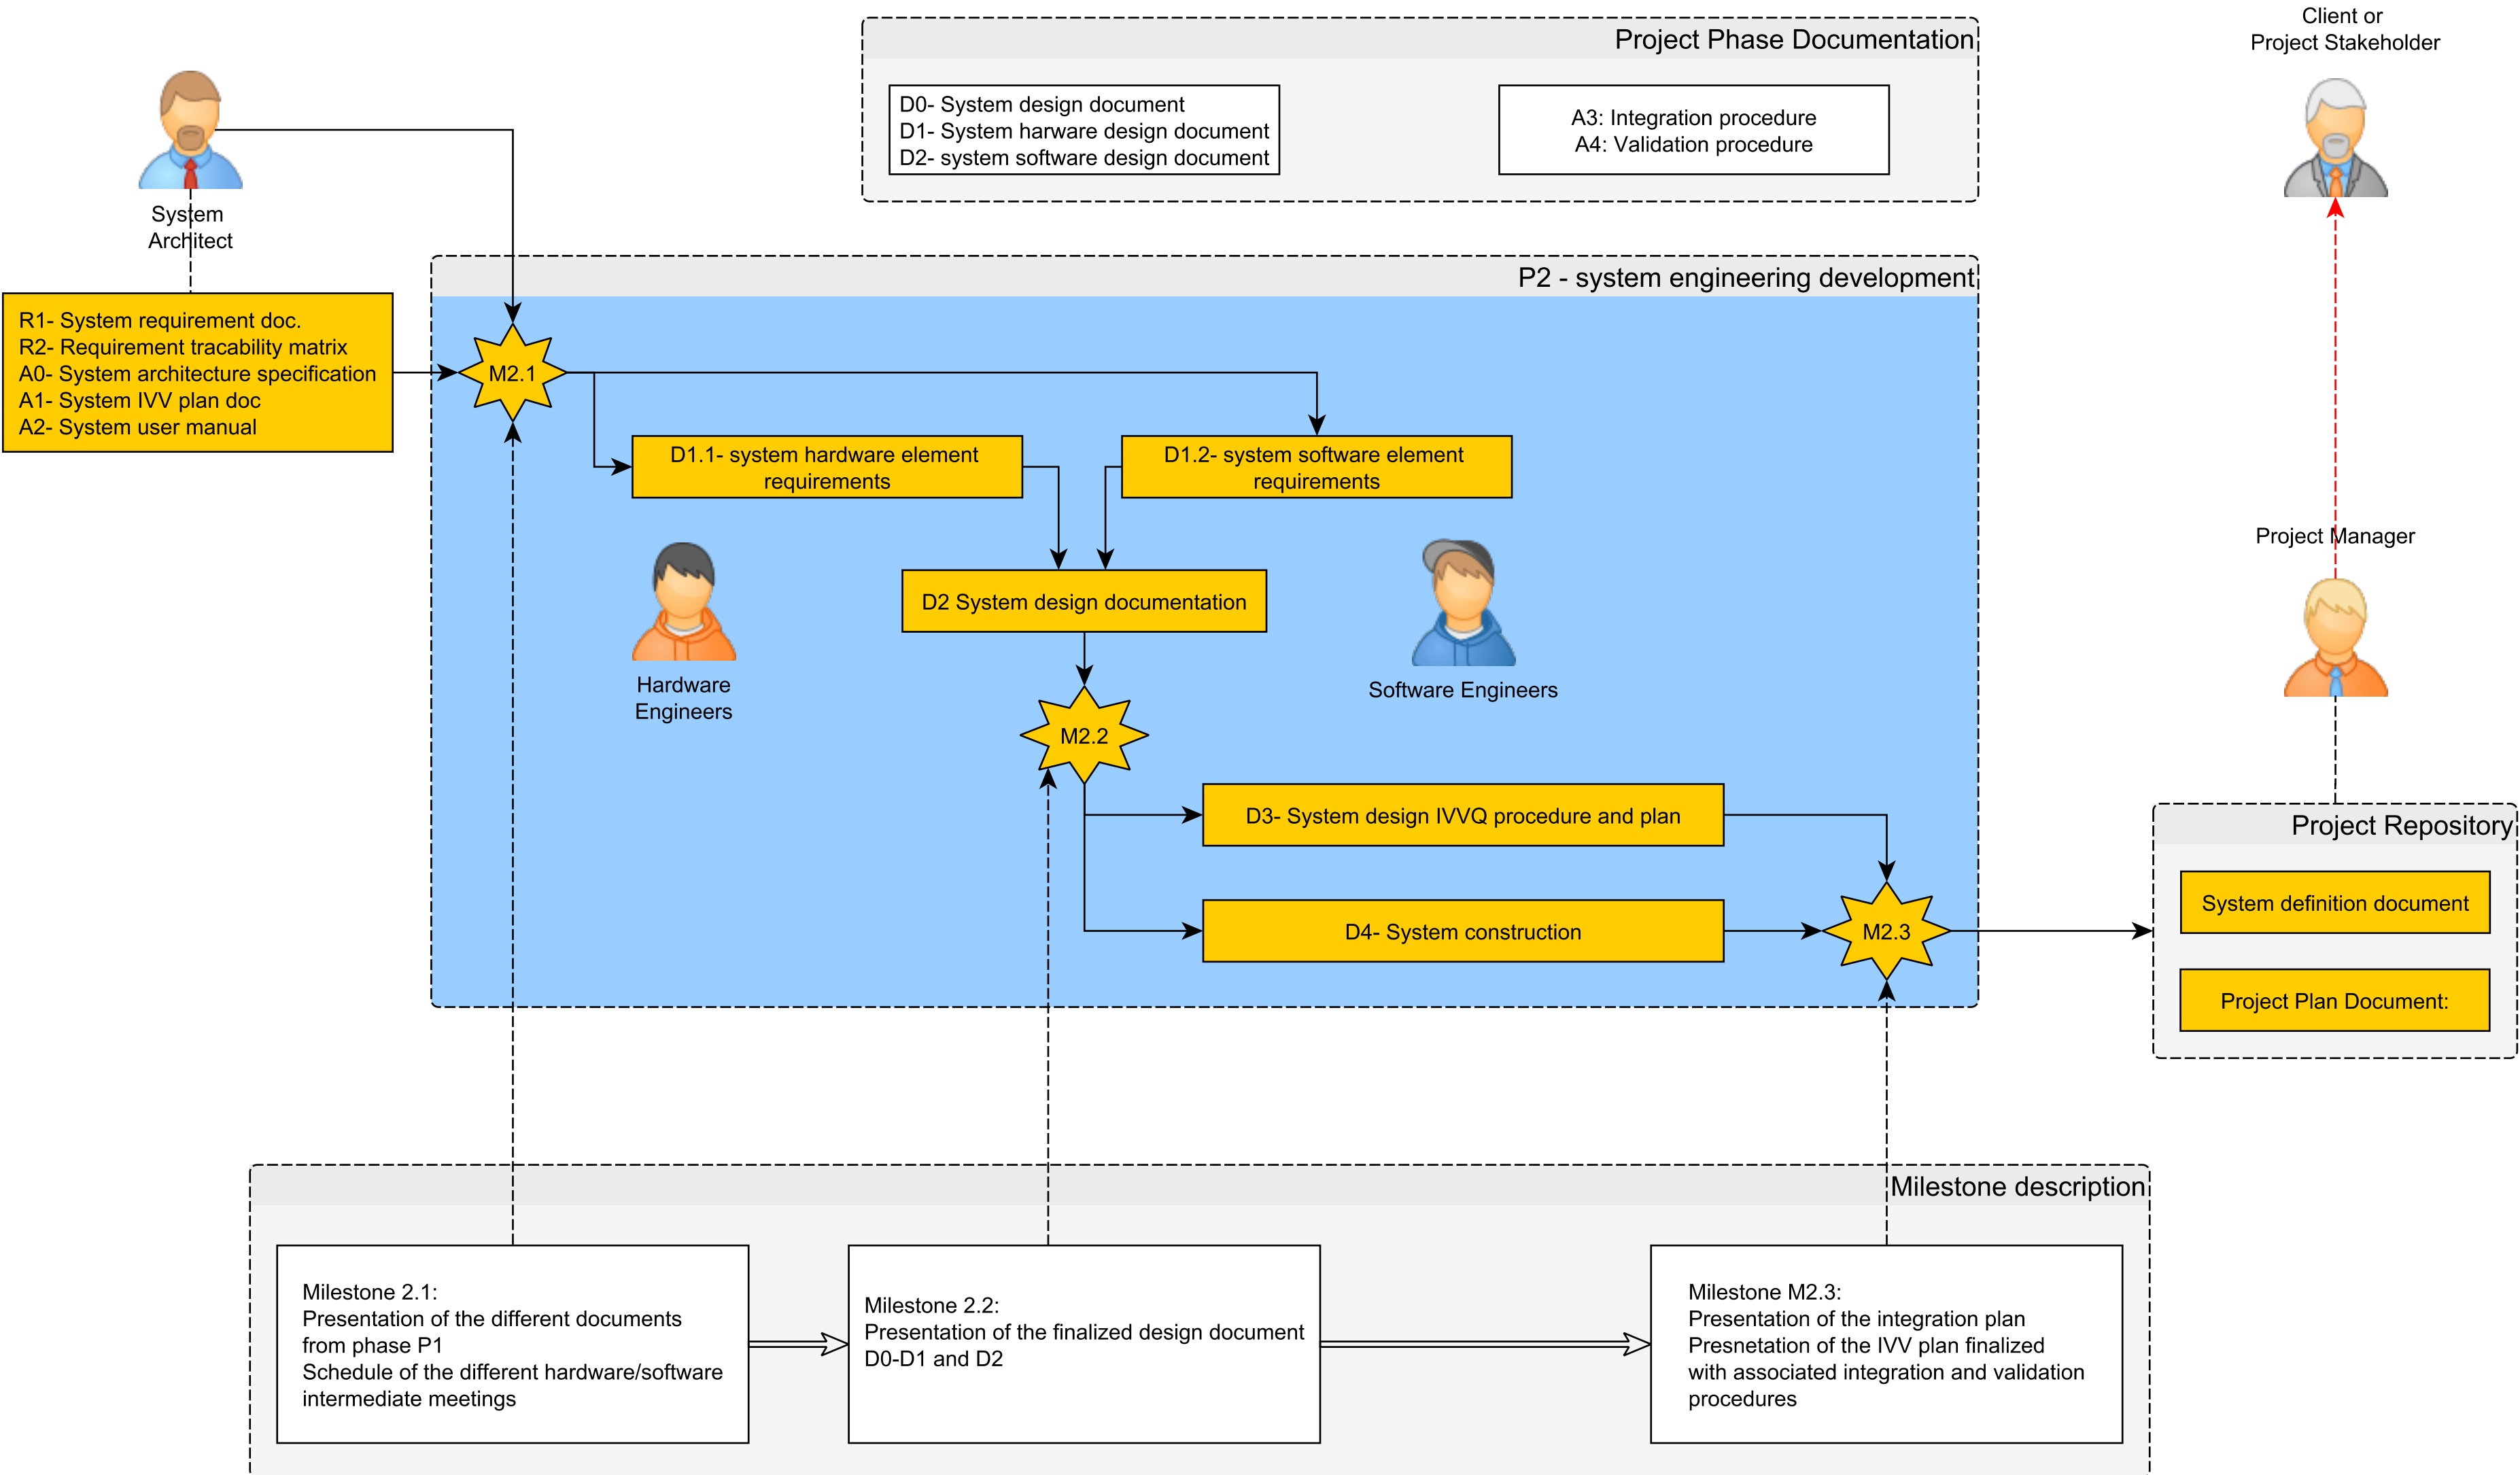 Project Phase Documentation
Client or
Project Stakeholder
D0- System design document
D1- System harware design document
D2- system software design document
A3: Integration procedure
A4: Validation procedure
System
Architect
P2 - system engineering development
R1- System requirement doc.
R2- Requirement tracability matrix
A0- System architecture specification
A1- System IVV plan doc
A2- System user manual
M2.1
D1.1- system hardware element
requirements
D1.2- system software element
requirements
Project Manager
D2 System design documentation
Hardware
Engineers
Software Engineers
M2.2
D3- System design IVVQ procedure and plan
Project Repository
System definition document
D4- System construction
M2.3
Project Plan Document:
Milestone description
Milestone 2.1:
Presentation of the different documents
from phase P1
Schedule of the different hardware/software
intermediate meetings
Milestone 2.2:
Presentation of the finalized design document
D0-D1 and D2
Milestone M2.3:
Presentation of the integration plan
Presnetation of the IVV plan finalized
with associated integration and validation
procedures